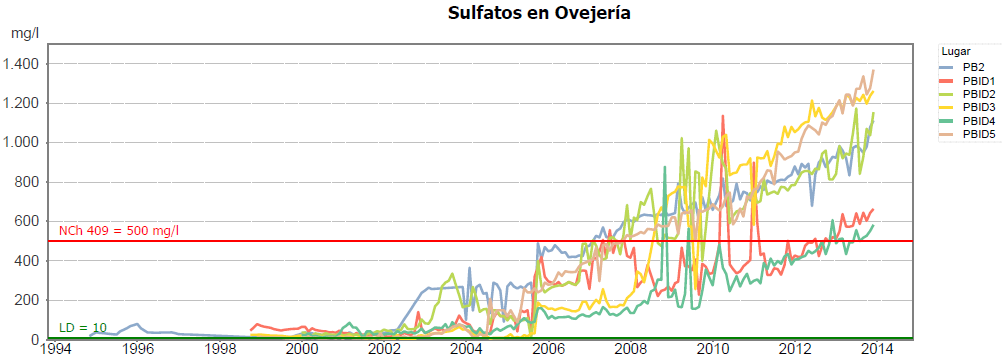 Sulfatos en Ovejería
mg/l
1.400
1.200
1.000
800
600
400
200
0
NCh 409 = 500 mg/l
LD = 10
1994 1996 1998 2000 2002 2004 2006 2008 2010 2012 2014
Lugar
PB2
PBID1
PBID2
PBID3
PBID4
PBID5